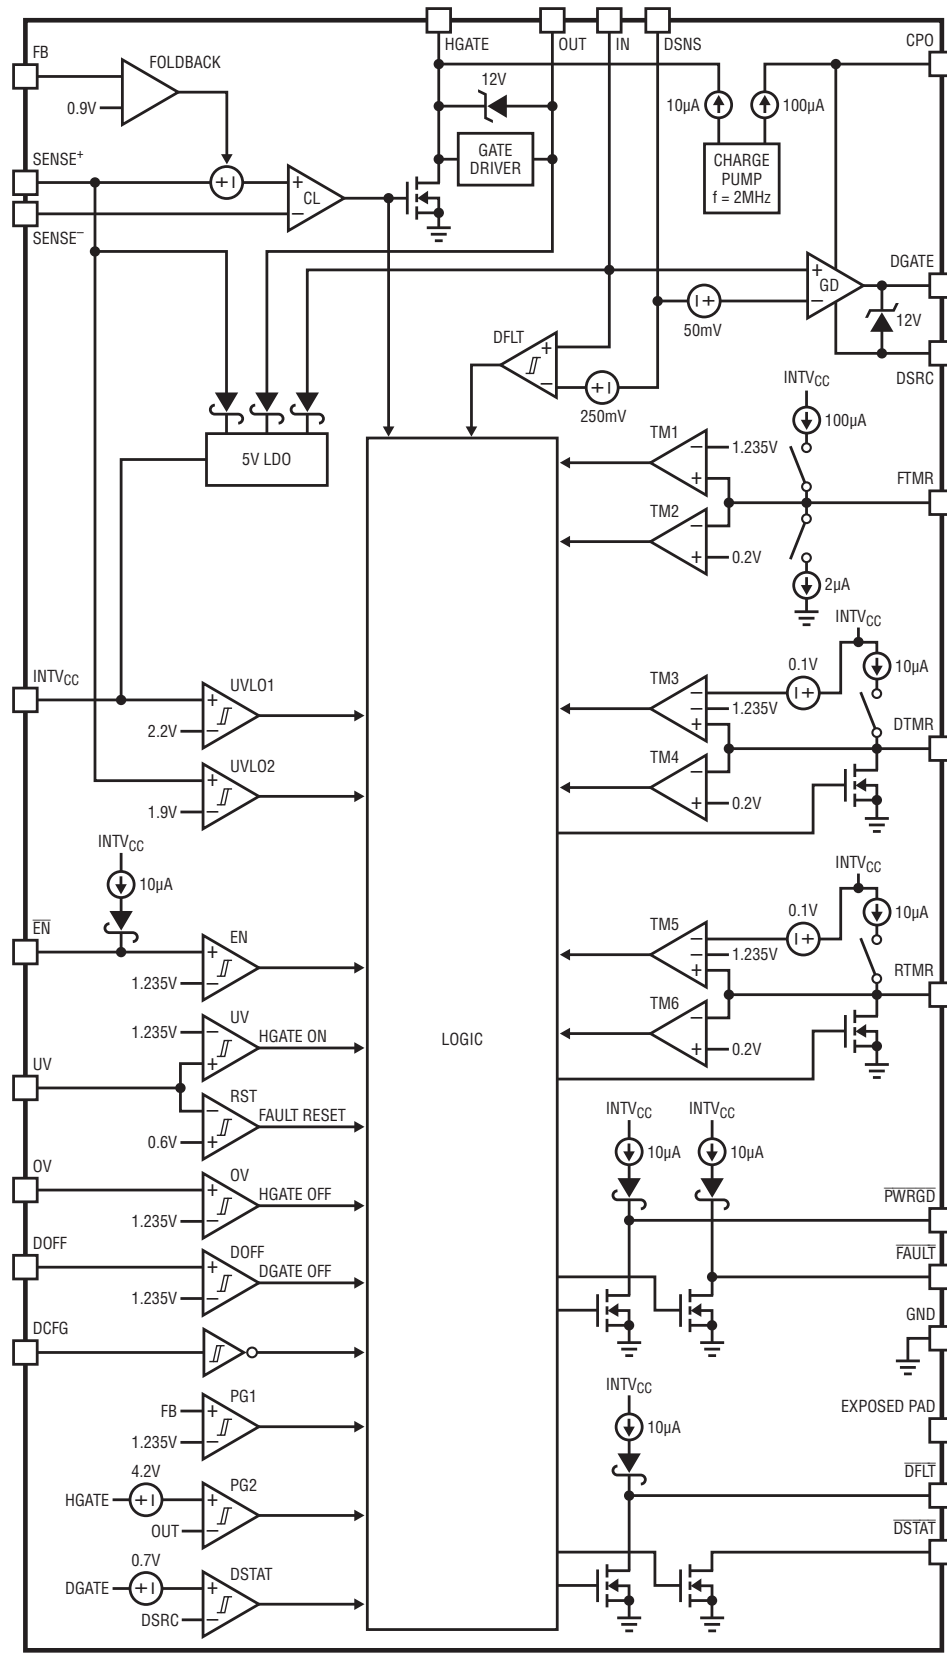 HGATE
OUT
IN
DSNS
CPO
FB
FOLDBACK
0.9V
12V
10µA
100µA
GATE
DRIVER
CHARGE
PUMP
f = 2MHz
SENSE+
+ –
+
CL
–
SENSE–
DGATE
+
GD
–
– +
50mV
12V
DSRC
DFLT
+
–
+ –
250mV
INTVCC
100µA
5V LDO
TM1
–
1.235V
+
FTMR
TM2
–
+
0.2V
2µA
INTVCC
INTVCC
0.1V
10µA
UVLO1
+
2.2V
–
TM3
–
– +
–
1.235V
+
DTMR
UVLO2
+
1.9V
–
TM4
–
+
0.2V
INTVCC
10µA
INTVCC
EN
EN
+
1.235V
–
TM5
–
0.1V
– +
10µA
–
1.235V
+
RTMR
UV
1.235V
–
HGATE ON
+
LOGIC
TM6
–
+
0.2V
UV
RST
–
FAULT RESET
0.6V
+
INTVCC
INTVCC
10µA
10µA
OV
OV
+
HGATE OFF
1.235V
–
PWRGD
DOFF
DOFF
+
DGATE OFF
1.235V
–
FAULT
DCFG
GND
PG1
FB
+
1.235V
–
INTVCC
10µA
EXPOSED PAD
4.2V
HGATE
+ –
PG2
+
OUT
–
DFLT
0.7V
DGATE
+ –
DSTAT
+
DSRC
–
DSTAT